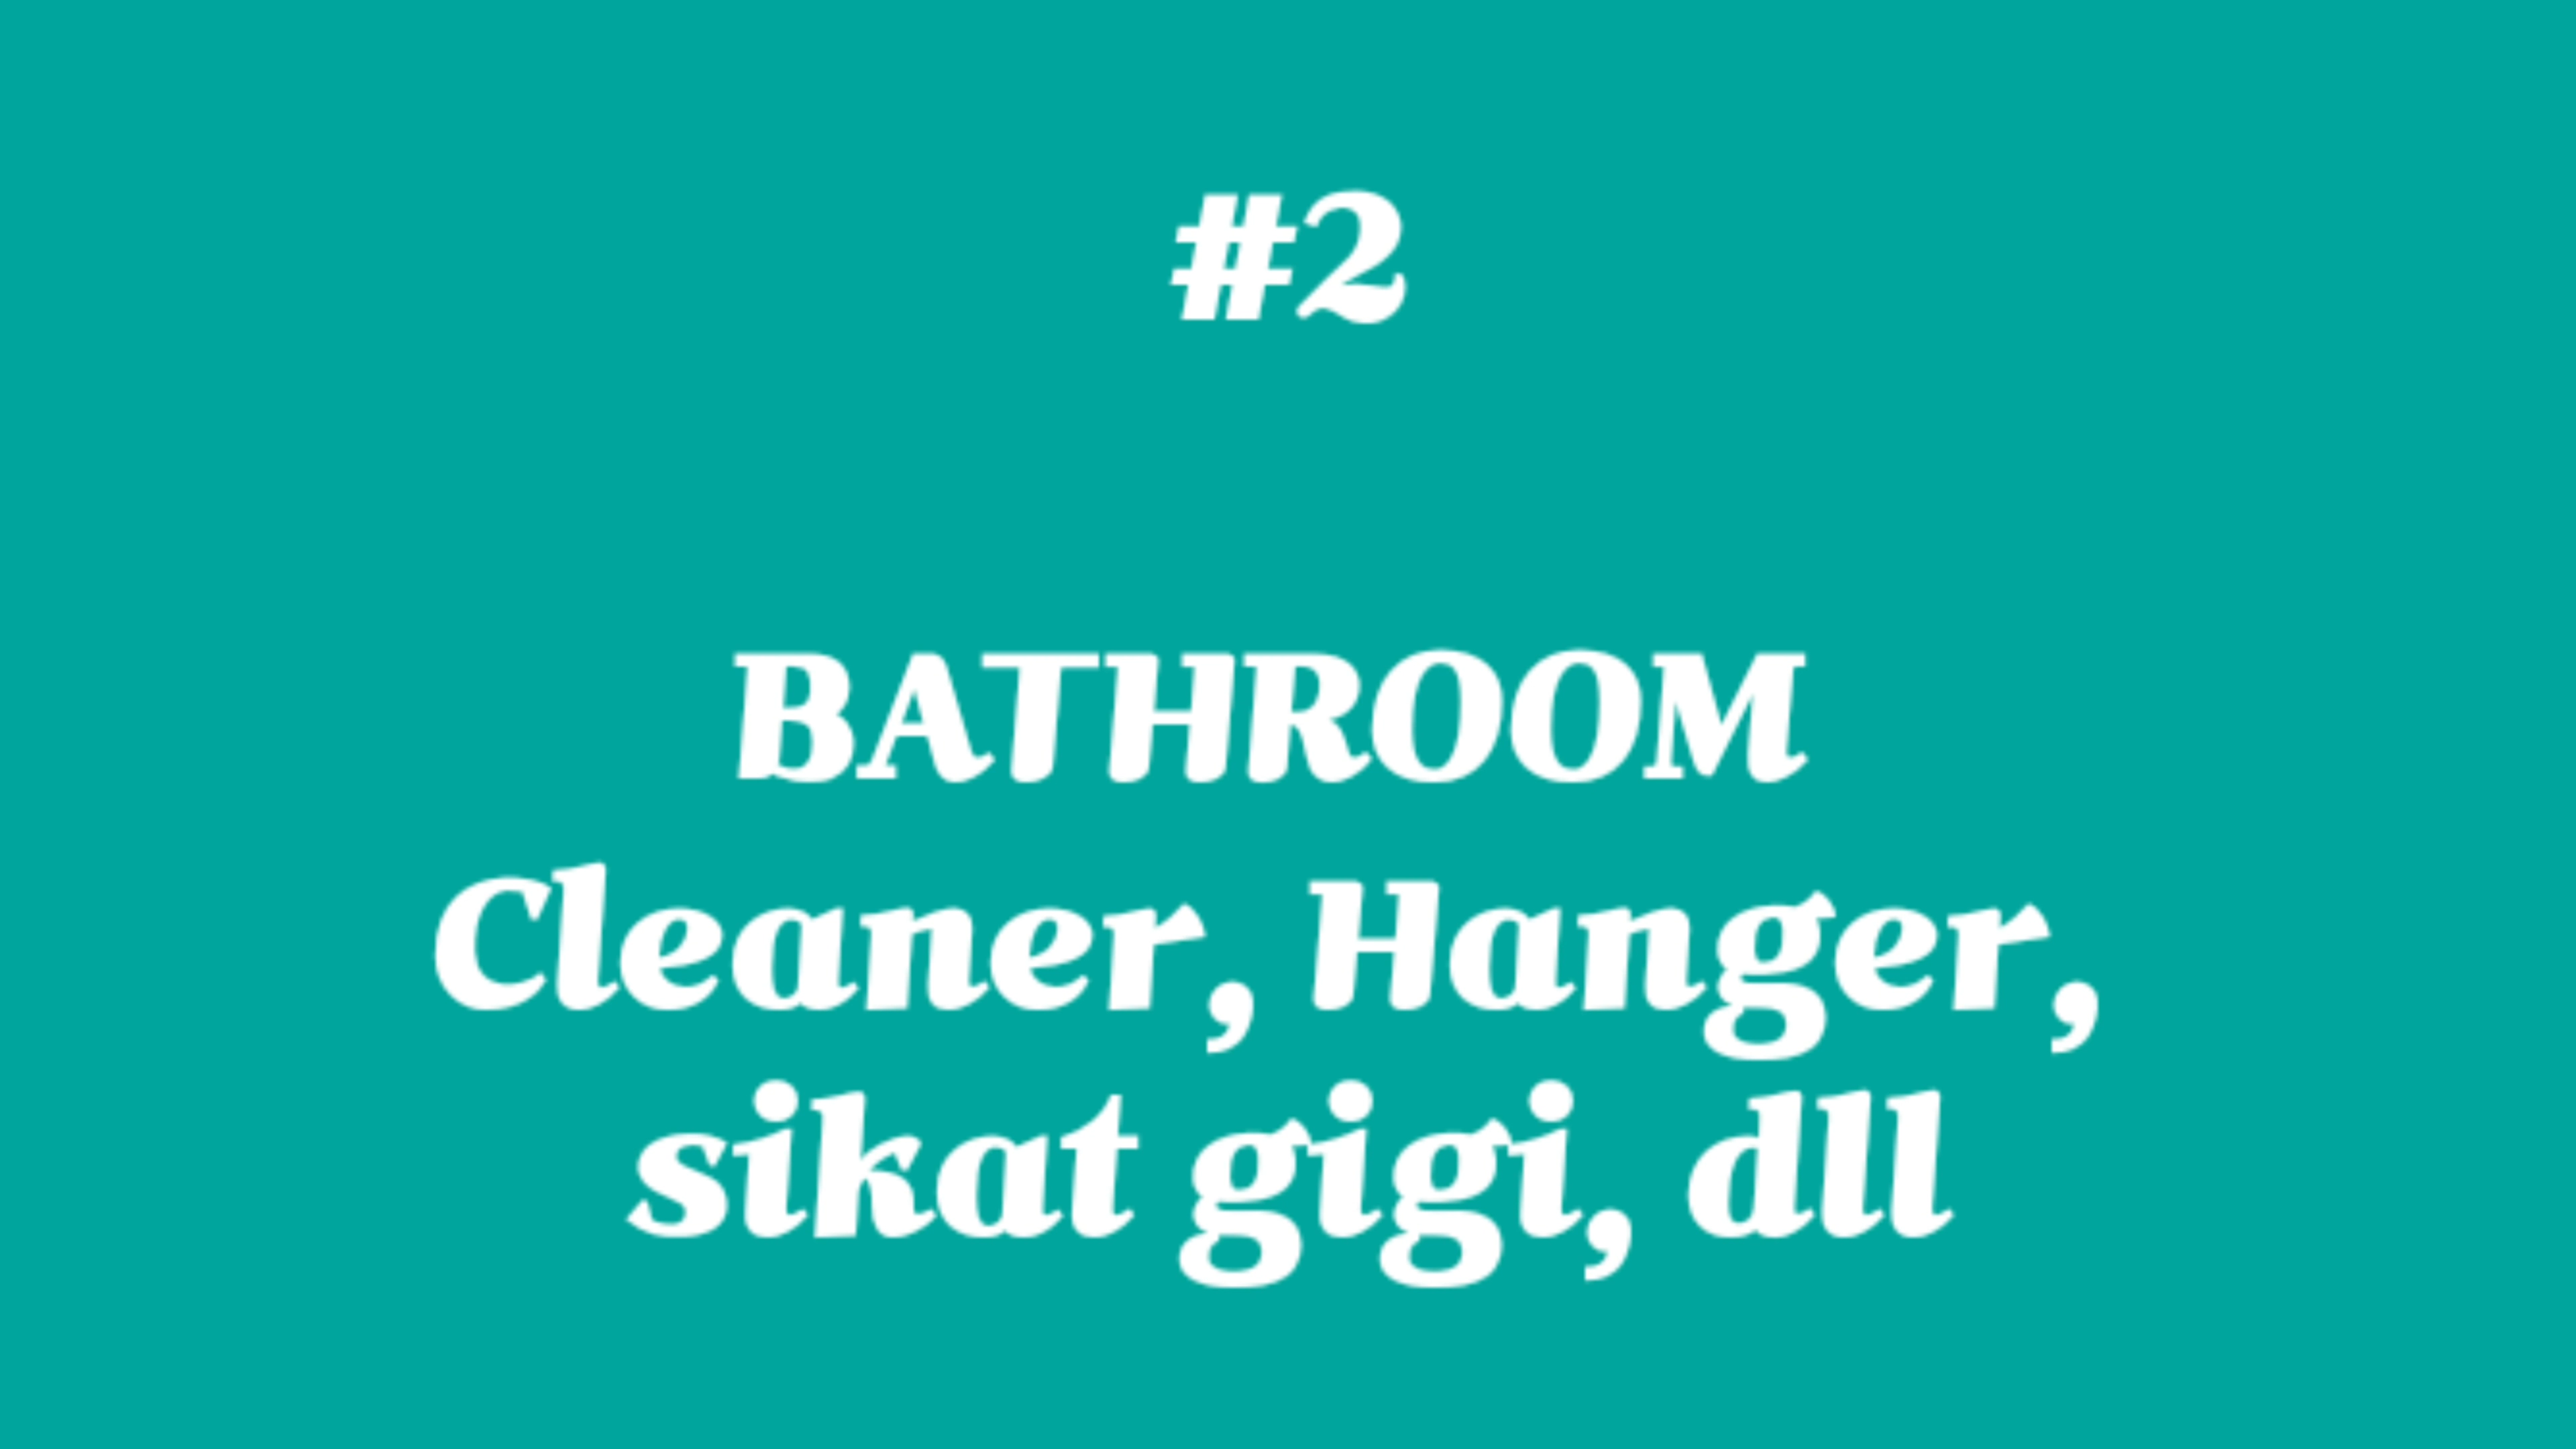 #2
BATHROOM
Cleaner, Hanger,
sikat gigi, dll